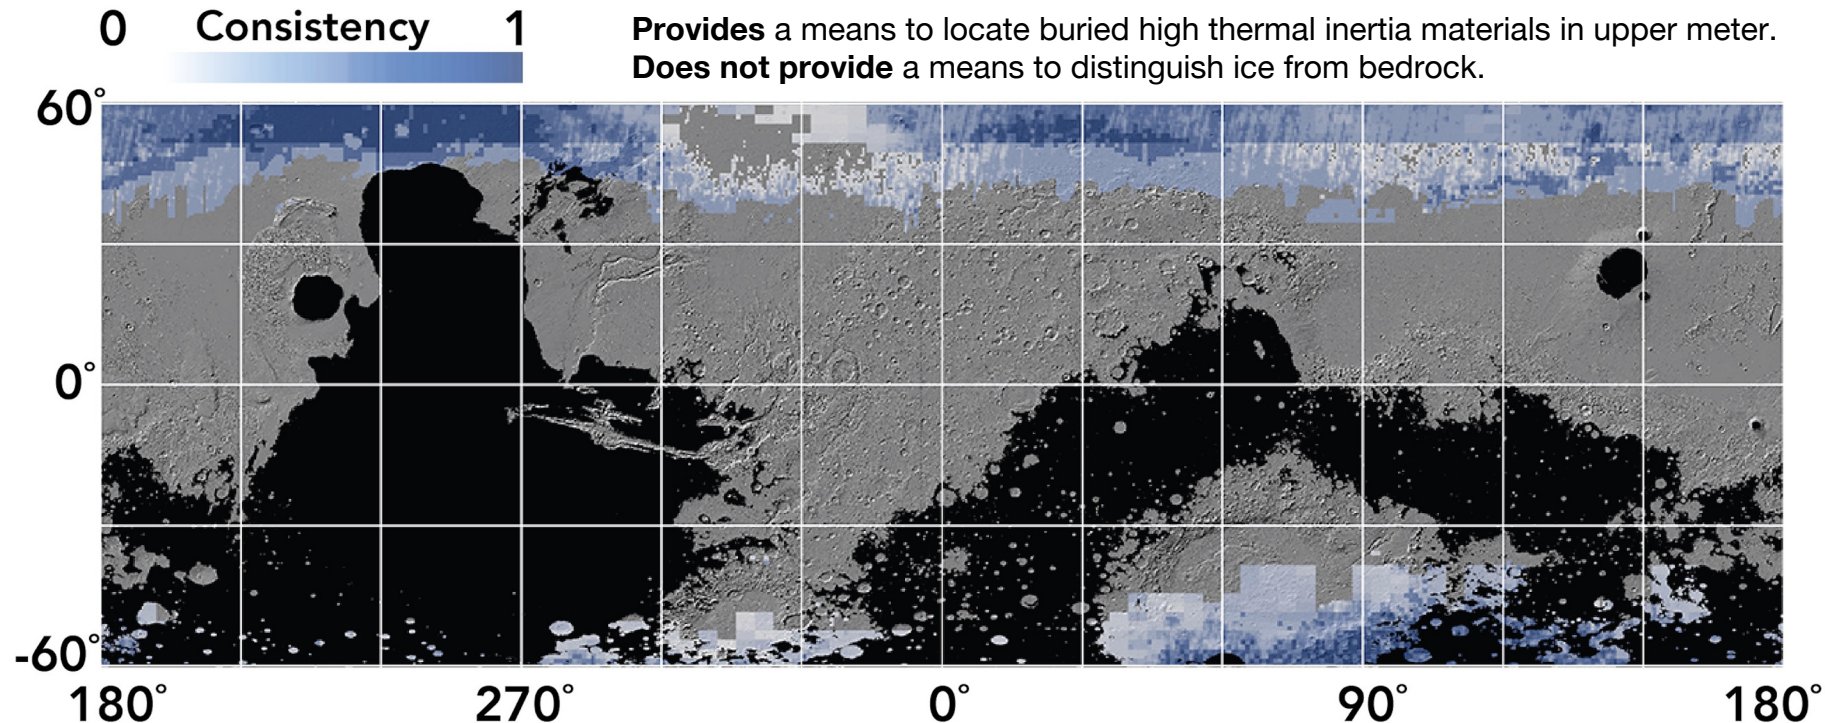 0 Consistency 1
Provides a means to locate buried high thermal inertia materials in upper meter.
Does not provide a means to distinguish ice from bedrock.
60°
0°
-60°
180° 270° 0° 90° 180°